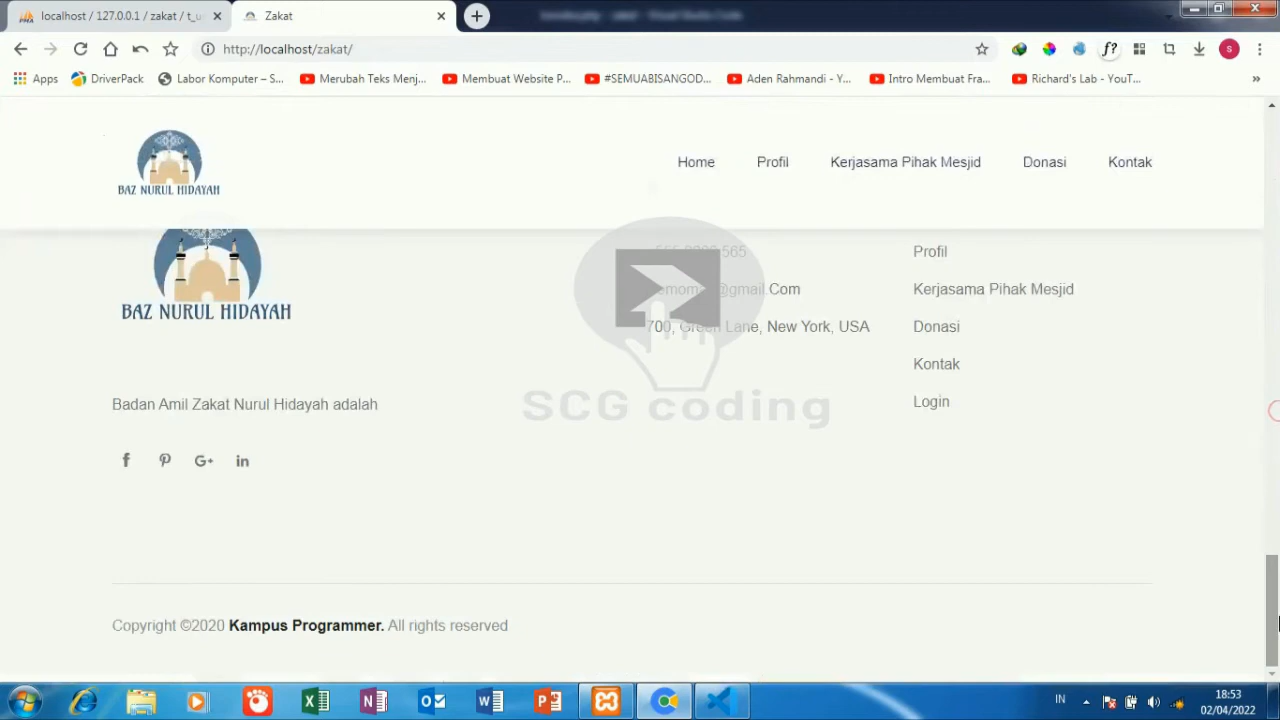 localhost / 127.0.0.1 / zakat / t_u
Zakat
http://localhost/zakat/
Apps
DriverPack
Labor Komputer – S...
Merubah Teks Menj...
Membuat Website P...
#SEMUABISANGOD...
Aden Rahmandi - Y...
Intro Membuat Fra...
Richard's Lab - YouT...
»
BAZ NURUL HIDAYAH
Home
Profil
Kerjasama Pihak Mesjid
Donasi
Kontak
BAZ NURUL HIDAYAH
565
@gmail.Com
700, Green Lane, New York, USA
Profil
Kerjasama Pihak Mesjid
Donasi
Kontak
Login
SCG coding
Badan Amil Zakat Nurul Hidayah adalah
Copyright ©2020 Kampus Programmer. All rights reserved
IN
18:53
02/04/2022